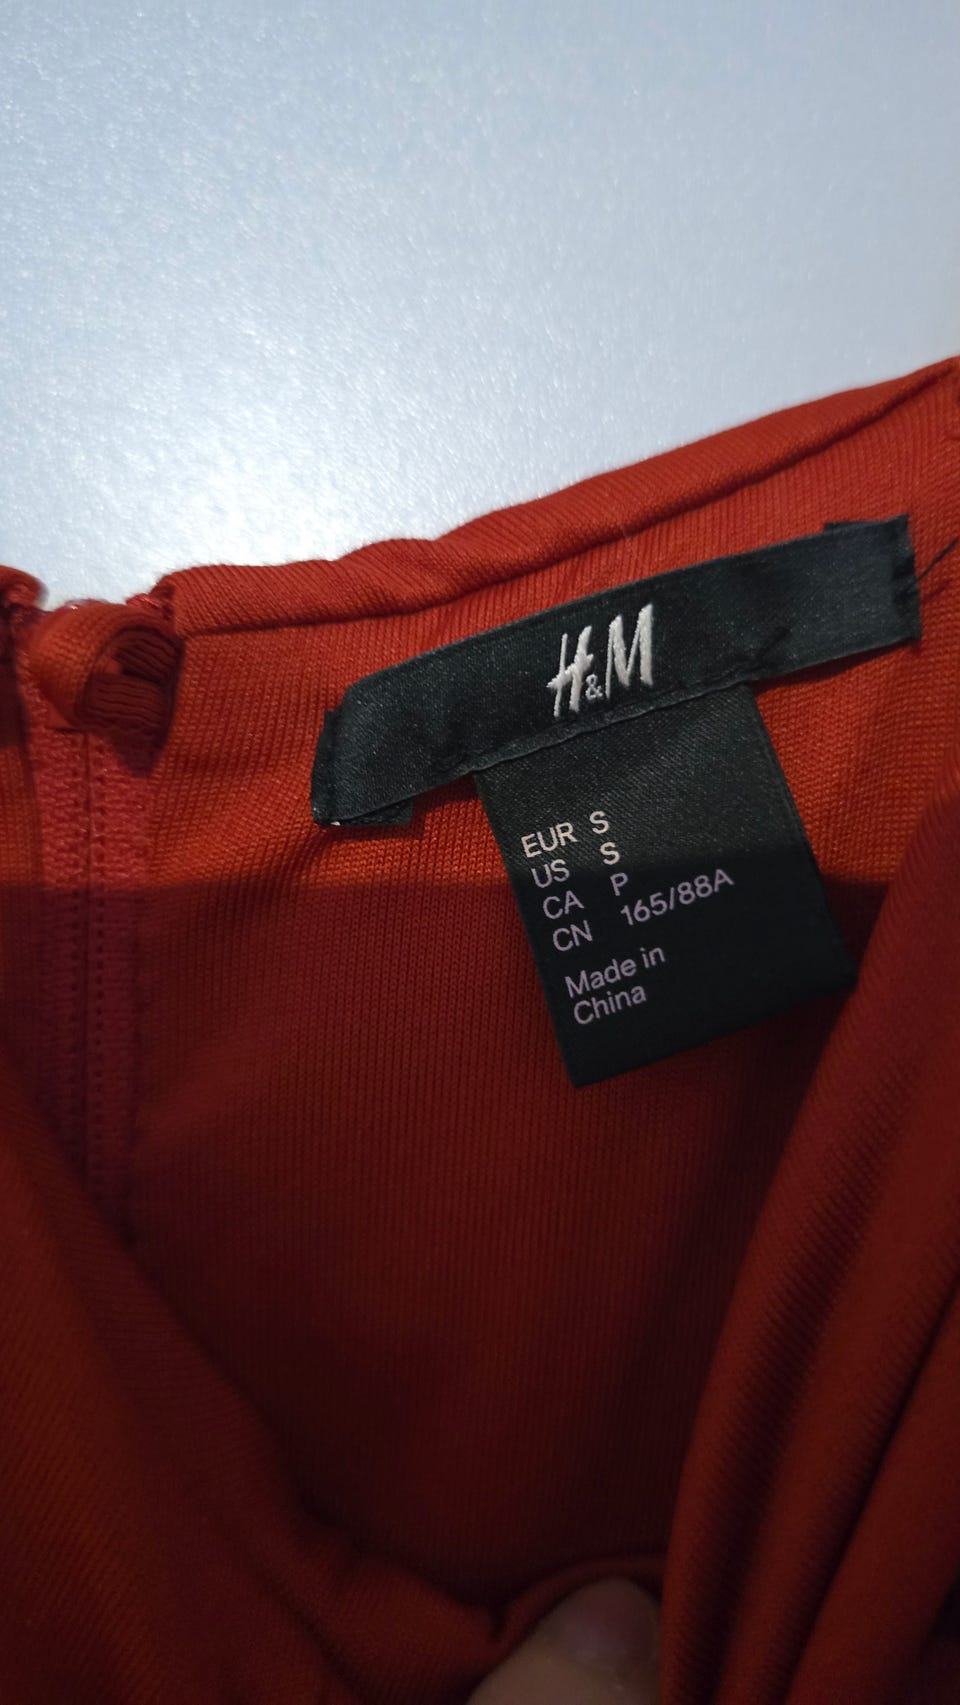 H&M
EUR S
US S
CA P
CN 165/88A
Made in
China